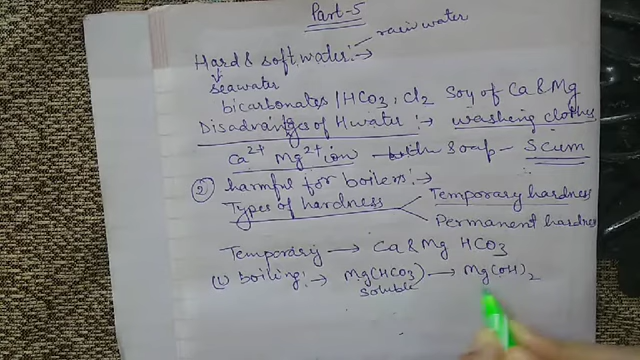 Part-5
rain water
Hard & soft water :→
seawater
bicarbonates / HCO3, Cl2 So4 of Ca & Mg
Disadvantges of H water :→ washing clothes
Ca2+ Mg2+ ion with Soap - Scum
② harmful for boilers :→
Types of hardness Temporary hardness
Permanent hardness
Temporary → Ca & Mg HCO3
(1) boiling :→ Mg(HCO3) → Mg(OH)2
soluble